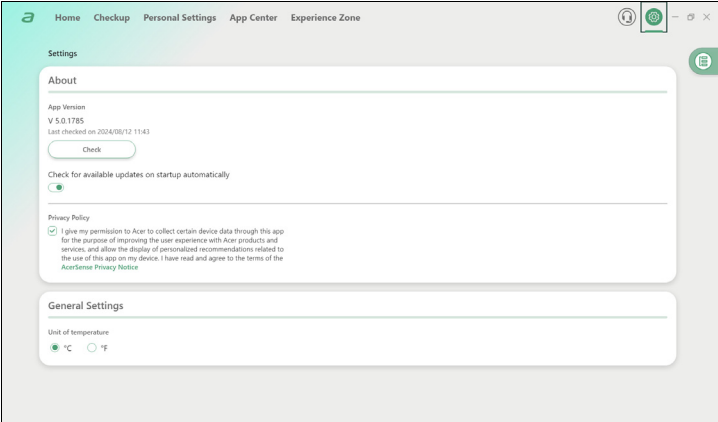 Home Checkup Personal Settings App Center Experience Zone
Settings
About
App Version
V 5.0.1785
Last checked on 2024/08/12 11:43
Check
Check for available updates on startup automatically
Privacy Policy
I give my permission to Acer to collect certain device data through this app
for the purpose of improving the user experience with Acer products and
services, and allow the display of personalized recommendations related to
the use of this app on my device. I have read and agree to the terms of the
AcerSense Privacy Notice
General Settings
Unit of temperature
°C °F